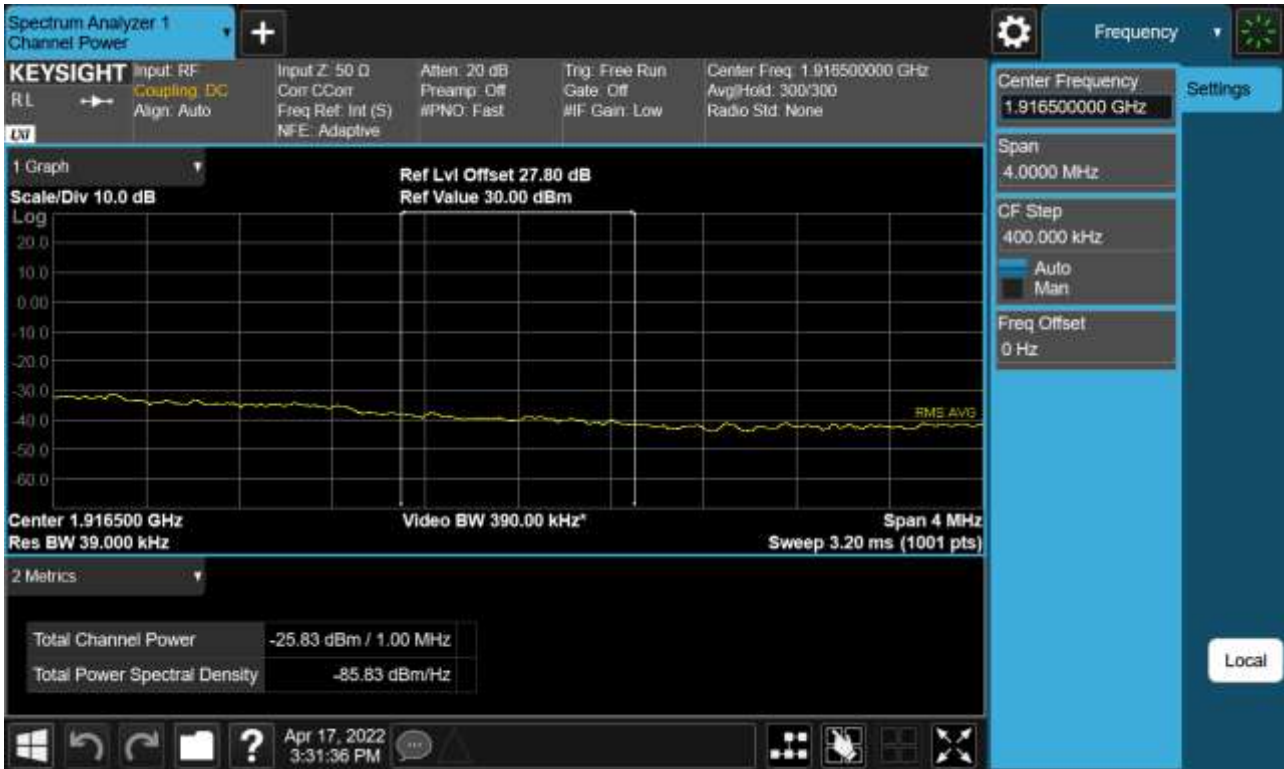 Spectrum Analyzer 1
Channel Power
+
Frequency
KEYSIGHT
RL
LXI
Input: RF
Coupling: DC
Align: Auto
Input Z: 50 Ω
Corr CCorr
Freq Ref: Int (S)
NFE: Adaptive
Atten: 20 dB
Preamp: Off
#PNO: Fast
Trig: Free Run
Gate: Off
#IF Gain: Low
Center Freq: 1.916500000 GHz
Avg|Hold: 300/300
Radio Std: None
Center Frequency
1.916500000 GHz
Settings
Span
4.0000 MHz
CF Step
400.000 kHz
Auto
Man
Freq Offset
0 Hz
Local
1 Graph
Scale/Div 10.0 dB
Ref Lvl Offset 27.80 dB
Ref Value 30.00 dBm
Log
20.0
10.0
0.00
-10.0
-20.0
-30.0
-40.0
-50.0
-60.0
RMS AVG
Center 1.916500 GHz
Video BW 390.00 kHz*
Span 4 MHz
Res BW 39.000 kHz
Sweep 3.20 ms (1001 pts)
2 Metrics
Total Channel Power -25.83 dBm / 1.00 MHz
Total Power Spectral Density -85.83 dBm/Hz
?
Apr 17, 2022
3:31:36 PM